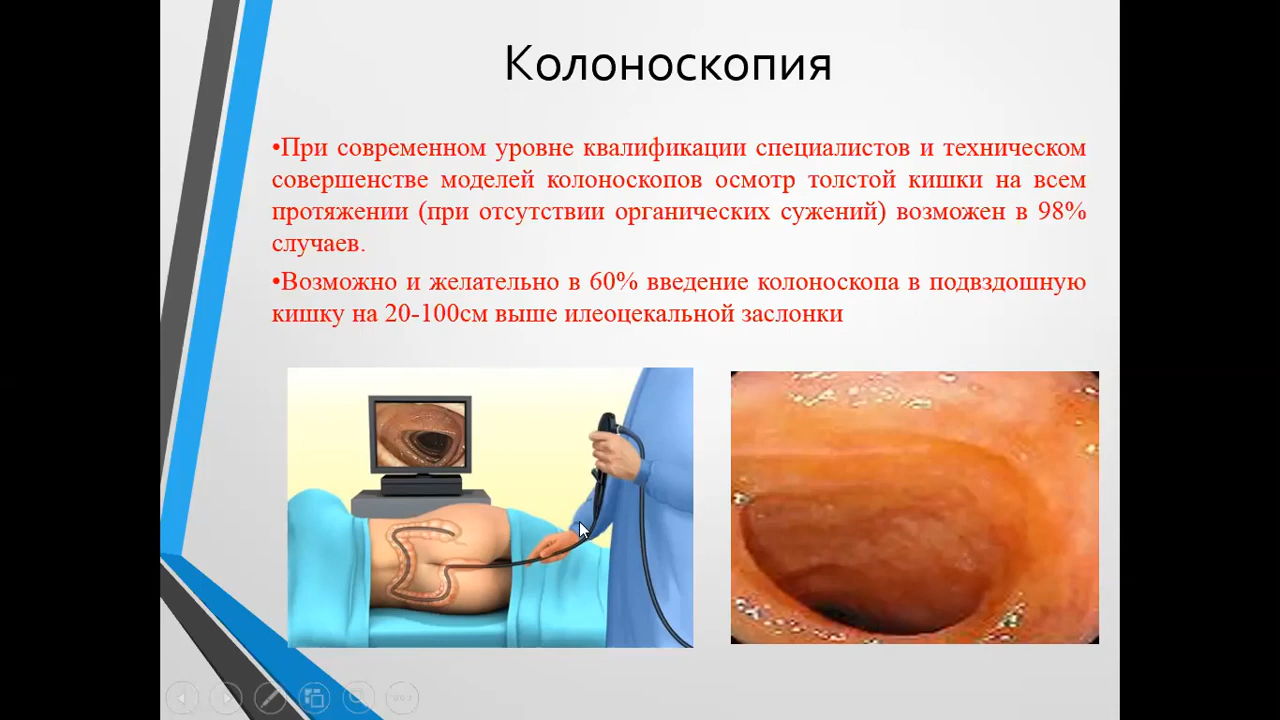 Колоноскопия
•При современном уровне квалификации специалистов и техническом
совершенстве моделей колоноскопов осмотр толстой кишки на всем
протяжении (при отсутствии органических сужений) возможен в 98%
случаев.
•Возможно и желательно в 60% введение колоноскопа в подвздошную
кишку на 20-100см выше илеоцекальной заслонки